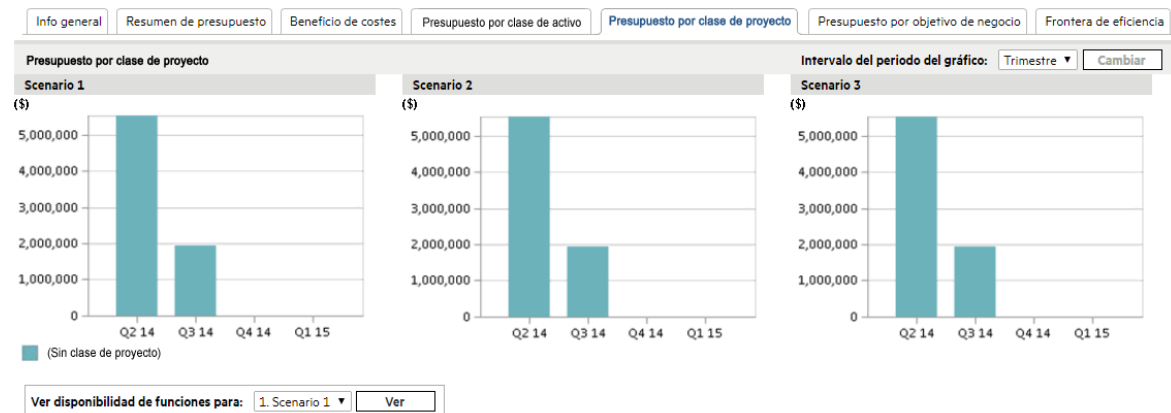 Info general Resumen de presupuesto Beneficio de costes Presupuesto por clase de activo Presupuesto por clase de proyecto Presupuesto por objetivo de negocio Frontera de eficiencia
Presupuesto por clase de proyecto Intervalo del periodo del gráfico: Trimestre ▼ Cambiar
Scenario 1
($)
5,000,000
4,000,000
3,000,000
2,000,000
1,000,000
0
Q2 14 Q3 14 Q4 14 Q1 15
(Sin clase de proyecto)
Scenario 2
($)
5,000,000
4,000,000
3,000,000
2,000,000
1,000,000
0
Q2 14 Q3 14 Q4 14 Q1 15
Scenario 3
($)
5,000,000
4,000,000
3,000,000
2,000,000
1,000,000
0
Q2 14 Q3 14 Q4 14 Q1 15
Ver disponibilidad de funciones para: 1. Scenario 1 ▼ Ver